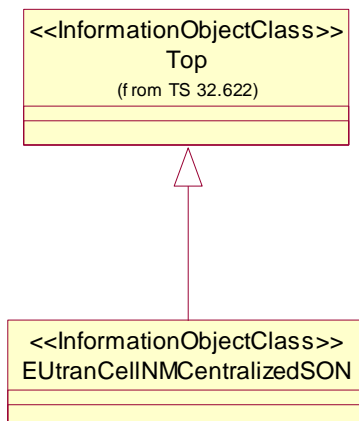 <<InformationObjectClass>>
Top
(from TS 32.622)
<<InformationObjectClass>>
EUtranCellNMCentralizedSON